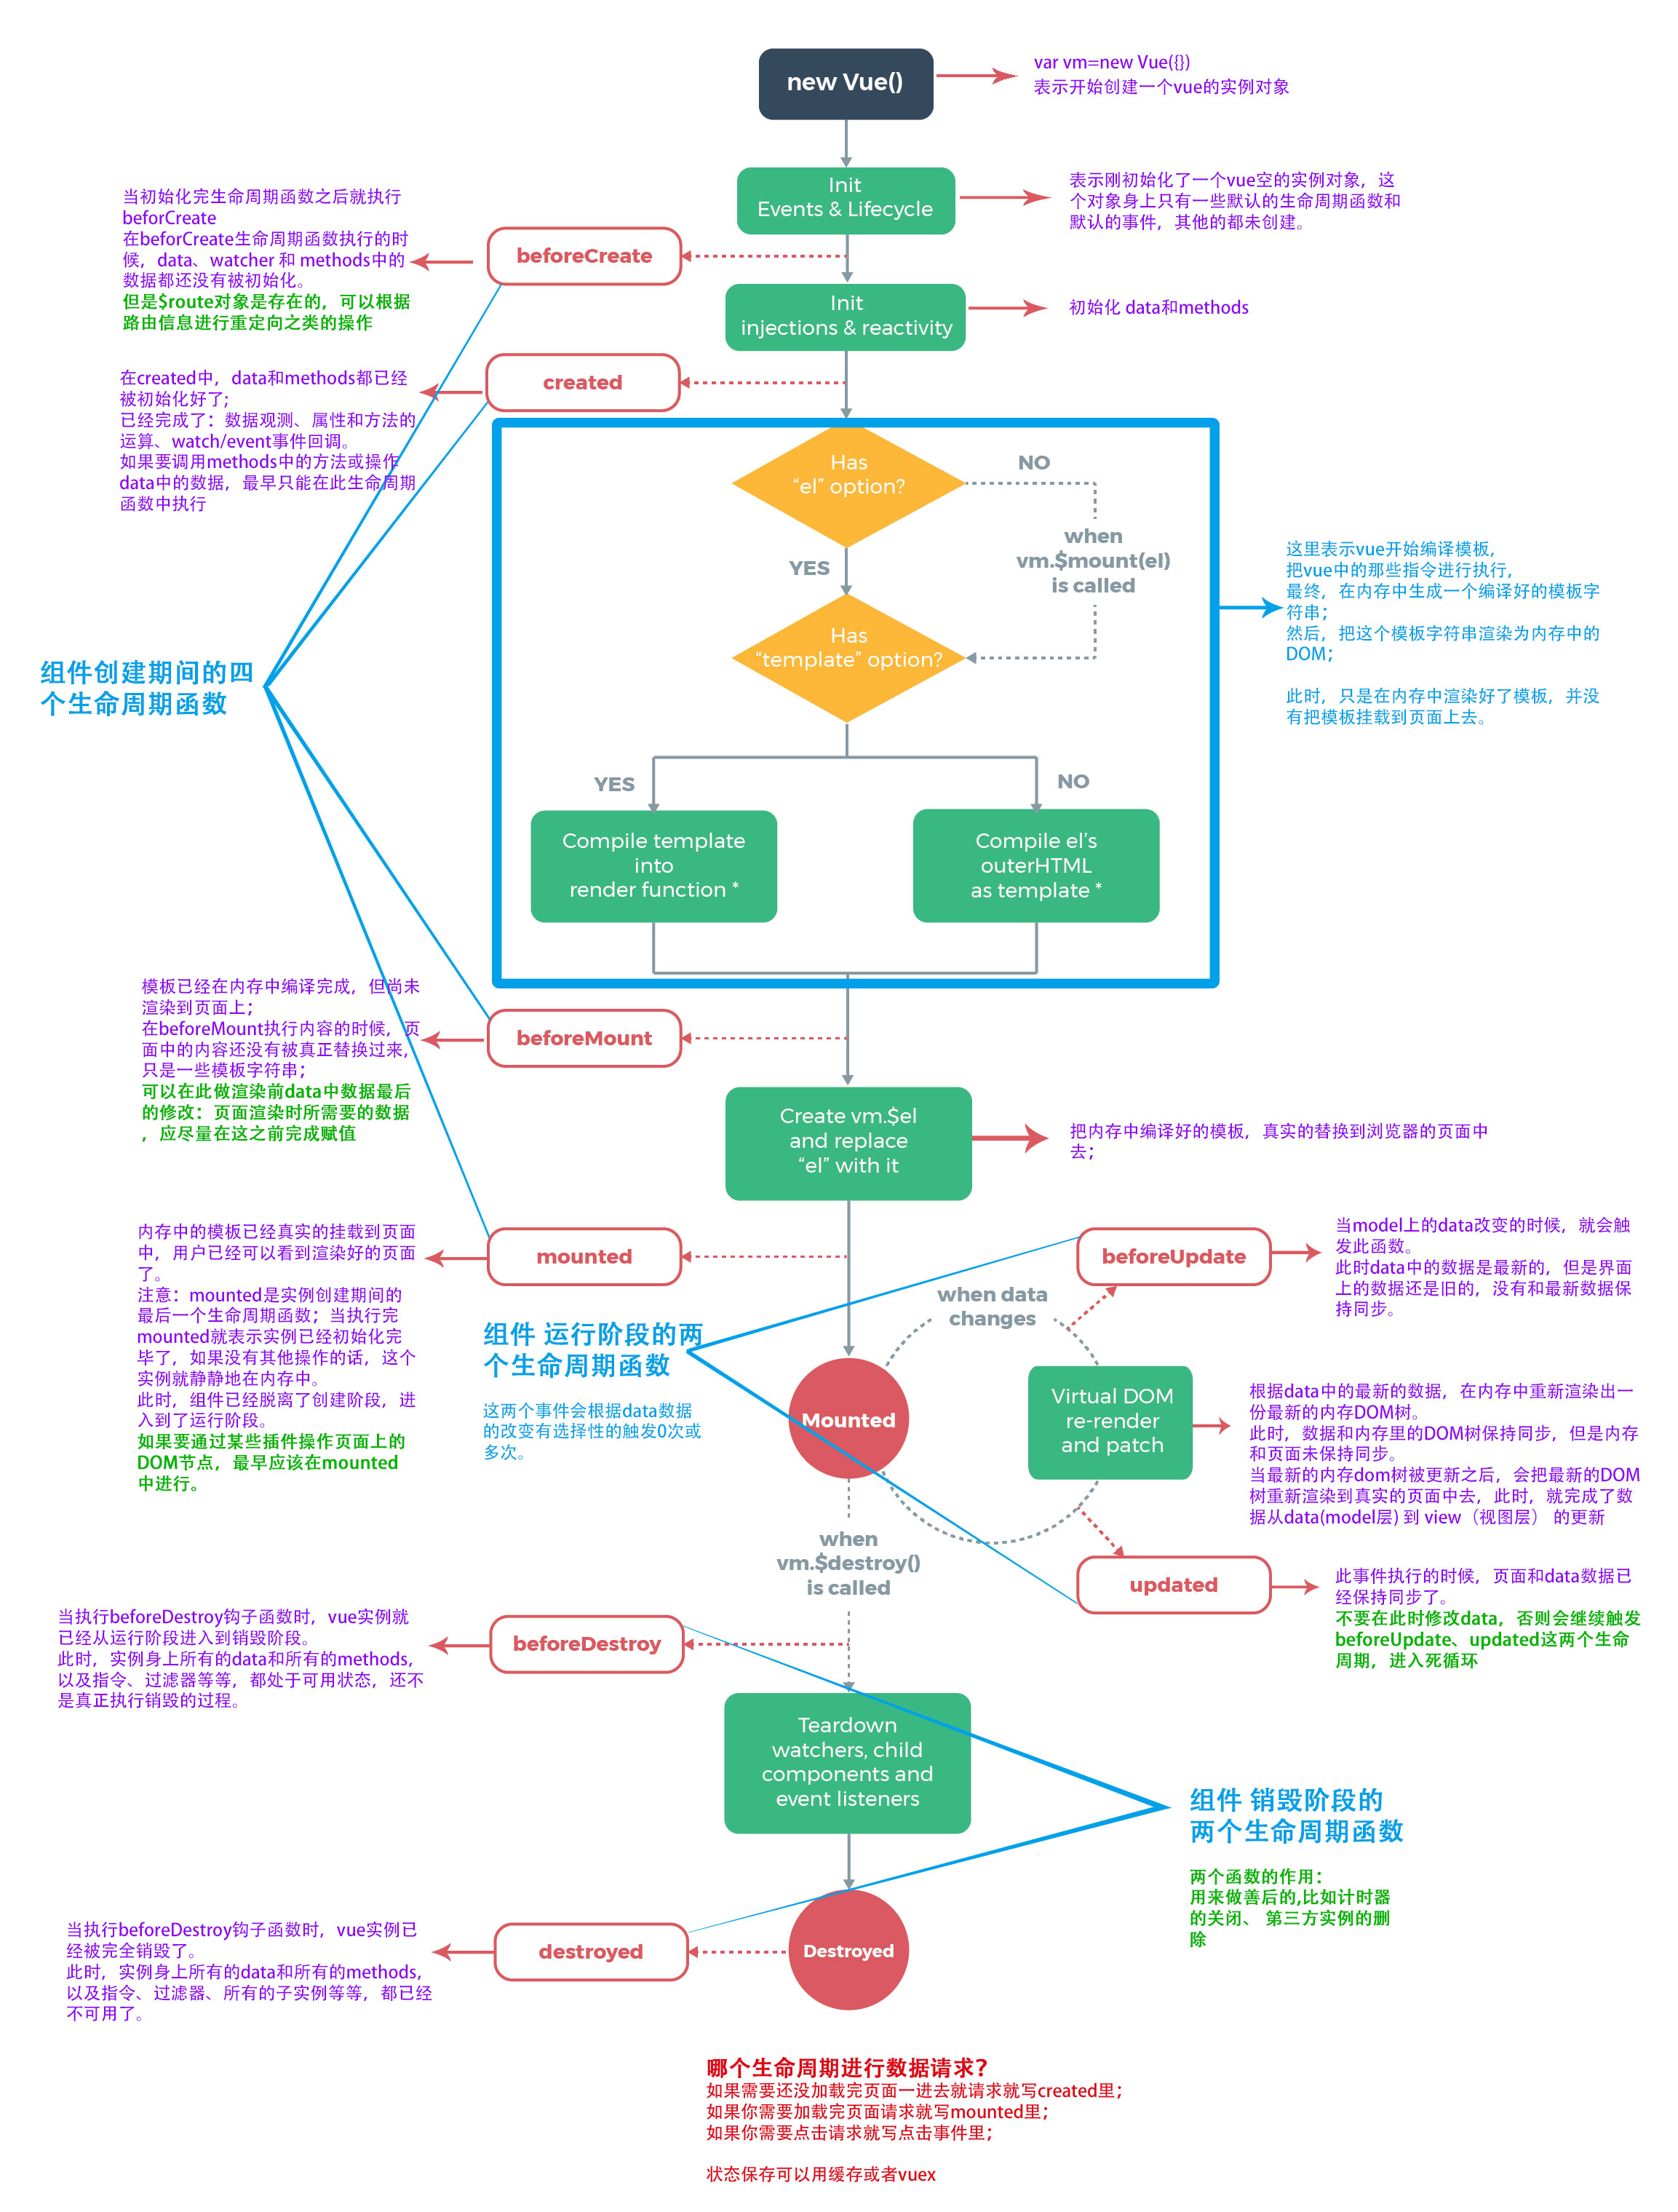 new Vue()
var vm=new Vue({})
表示开始创建一个vue的实例对象
Init
Events & Lifecycle
表示刚初始化了一个vue空的实例对象，这
个对象身上只有一些默认的生命周期函数和
默认的事件，其他的都未创建。
当初始化完生命周期函数之后就执行
beforCreate
在beforCreate生命周期函数执行的时
候，data、watcher 和 methods中的
数据都还没有被初始化。
但是$route对象是存在的，可以根据
路由信息进行重定向之类的操作
beforeCreate
Init
injections & reactivity
初始化 data和methods
在created中，data和methods都已经
被初始化好了;
已经完成了：数据观测、属性和方法的
运算、watch/event事件回调。
如果要调用methods中的方法或操作
data中的数据，最早只能在此生命周期
函数中执行
created
Has
“el” option?
NO
when
vm.$mount(el)
is called
YES
Has
“template” option?
这里表示vue开始编译模板，
把vue中的那些指令进行执行，
最终，在内存中生成一个编译好的模板字
符串；
然后，把这个模板字符串渲染为内存中的
DOM；
此时，只是在内存中渲染好了模板，并没
有把模板挂载到页面上去。
组件创建期间的四
个生命周期函数
YES
NO
Compile template
into
render function *
Compile el’s
outerHTML
as template *
模板已经在内存中编译完成，但尚未
渲染到页面上；
在beforeMount执行内容的时候，页
面中的内容还没有被真正替换过来，
只是一些模板字符串；
可以在此做渲染前data中数据最后
的修改：页面渲染时所需要的数据
，应尽量在这之前完成赋值
beforeMount
Create vm.$el
and replace
“el” with it
把内存中编译好的模板，真实的替换到浏览器的页面中
去；
内存中的模板已经真实的挂载到页面
中，用户已经可以看到渲染好的页面
了。
注意：mounted是实例创建期间的
最后一个生命周期函数；当执行完
mounted就表示实例已经初始化完
毕了，如果没有其他操作的话，这个
实例就静静地在内存中。
此时，组件已经脱离了创建阶段，进
入到了运行阶段。
如果要通过某些插件操作页面上的
DOM节点，最早应该在mounted
中进行。
mounted
beforeUpdate
当model上的data改变的时候，就会触
发此函数。
此时data中的数据是最新的，但是界面
上的数据还是旧的，没有和最新数据保
持同步。
when data
changes
组件 运行阶段的两
个生命周期函数
这两个事件会根据data数据
的改变有选择性的触发0次或
多次。
Mounted
Virtual DOM
re-render
and patch
根据data中的最新的数据，在内存中重新渲染出一
份最新的内存DOM树。
此时，数据和内存里的DOM树保持同步，但是内存
和页面未保持同步。
当最新的内存dom树被更新之后，会把最新的DOM
树重新渲染到真实的页面中去，此时，就完成了数
据从data(model层) 到 view（视图层） 的更新
when
vm.$destroy()
is called
updated
此事件执行的时候，页面和data数据已
经保持同步了。
不要在此时修改data，否则会继续触发
beforeUpdate、updated这两个生命
周期，进入死循环
当执行beforeDestroy钩子函数时，vue实例就
已经从运行阶段进入到销毁阶段。
此时，实例身上所有的data和所有的methods，
以及指令、过滤器等等，都处于可用状态，还不
是真正执行销毁的过程。
beforeDestroy
Teardown
watchers, child
components and
event listeners
组件 销毁阶段的
两个生命周期函数
两个函数的作用：
用来做善后的,比如计时器
的关闭、 第三方实例的删
除
当执行beforeDestroy钩子函数时，vue实例已
经被完全销毁了。
此时，实例身上所有的data和所有的methods，
以及指令、过滤器、所有的子实例等等，都已经
不可用了。
destroyed
Destroyed
哪个生命周期进行数据请求？
如果需要还没加载完页面一进去就请求就写created里；
如果你需要加载完页面请求就写mounted里；
如果你需要点击请求就写点击事件里；
状态保存可以用缓存或者vuex